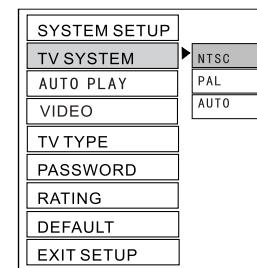 SYSTEM SETUP
TV SYSTEM
NTSC
AUTO PLAY
PAL
VIDEO
AUTO
TV TYPE
PASSWORD
RATING
DEFAULT
EXIT SETUP